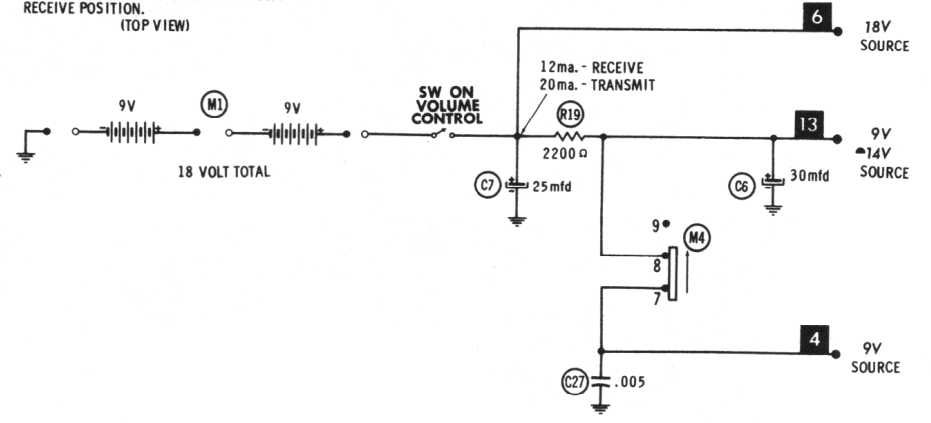 RECEIVE POSITION.
(TOP VIEW)
6
18V
SOURCE
12ma. - RECEIVE
20ma. - TRANSMIT
SW ON
VOLUME
CONTROL
9V
M1
9V
R19
2200 Ω
13
9V
14V
SOURCE
18 VOLT TOTAL
C7
25mfd
C6
30mfd
9
M4
8
7
4
9V
SOURCE
C27
.005